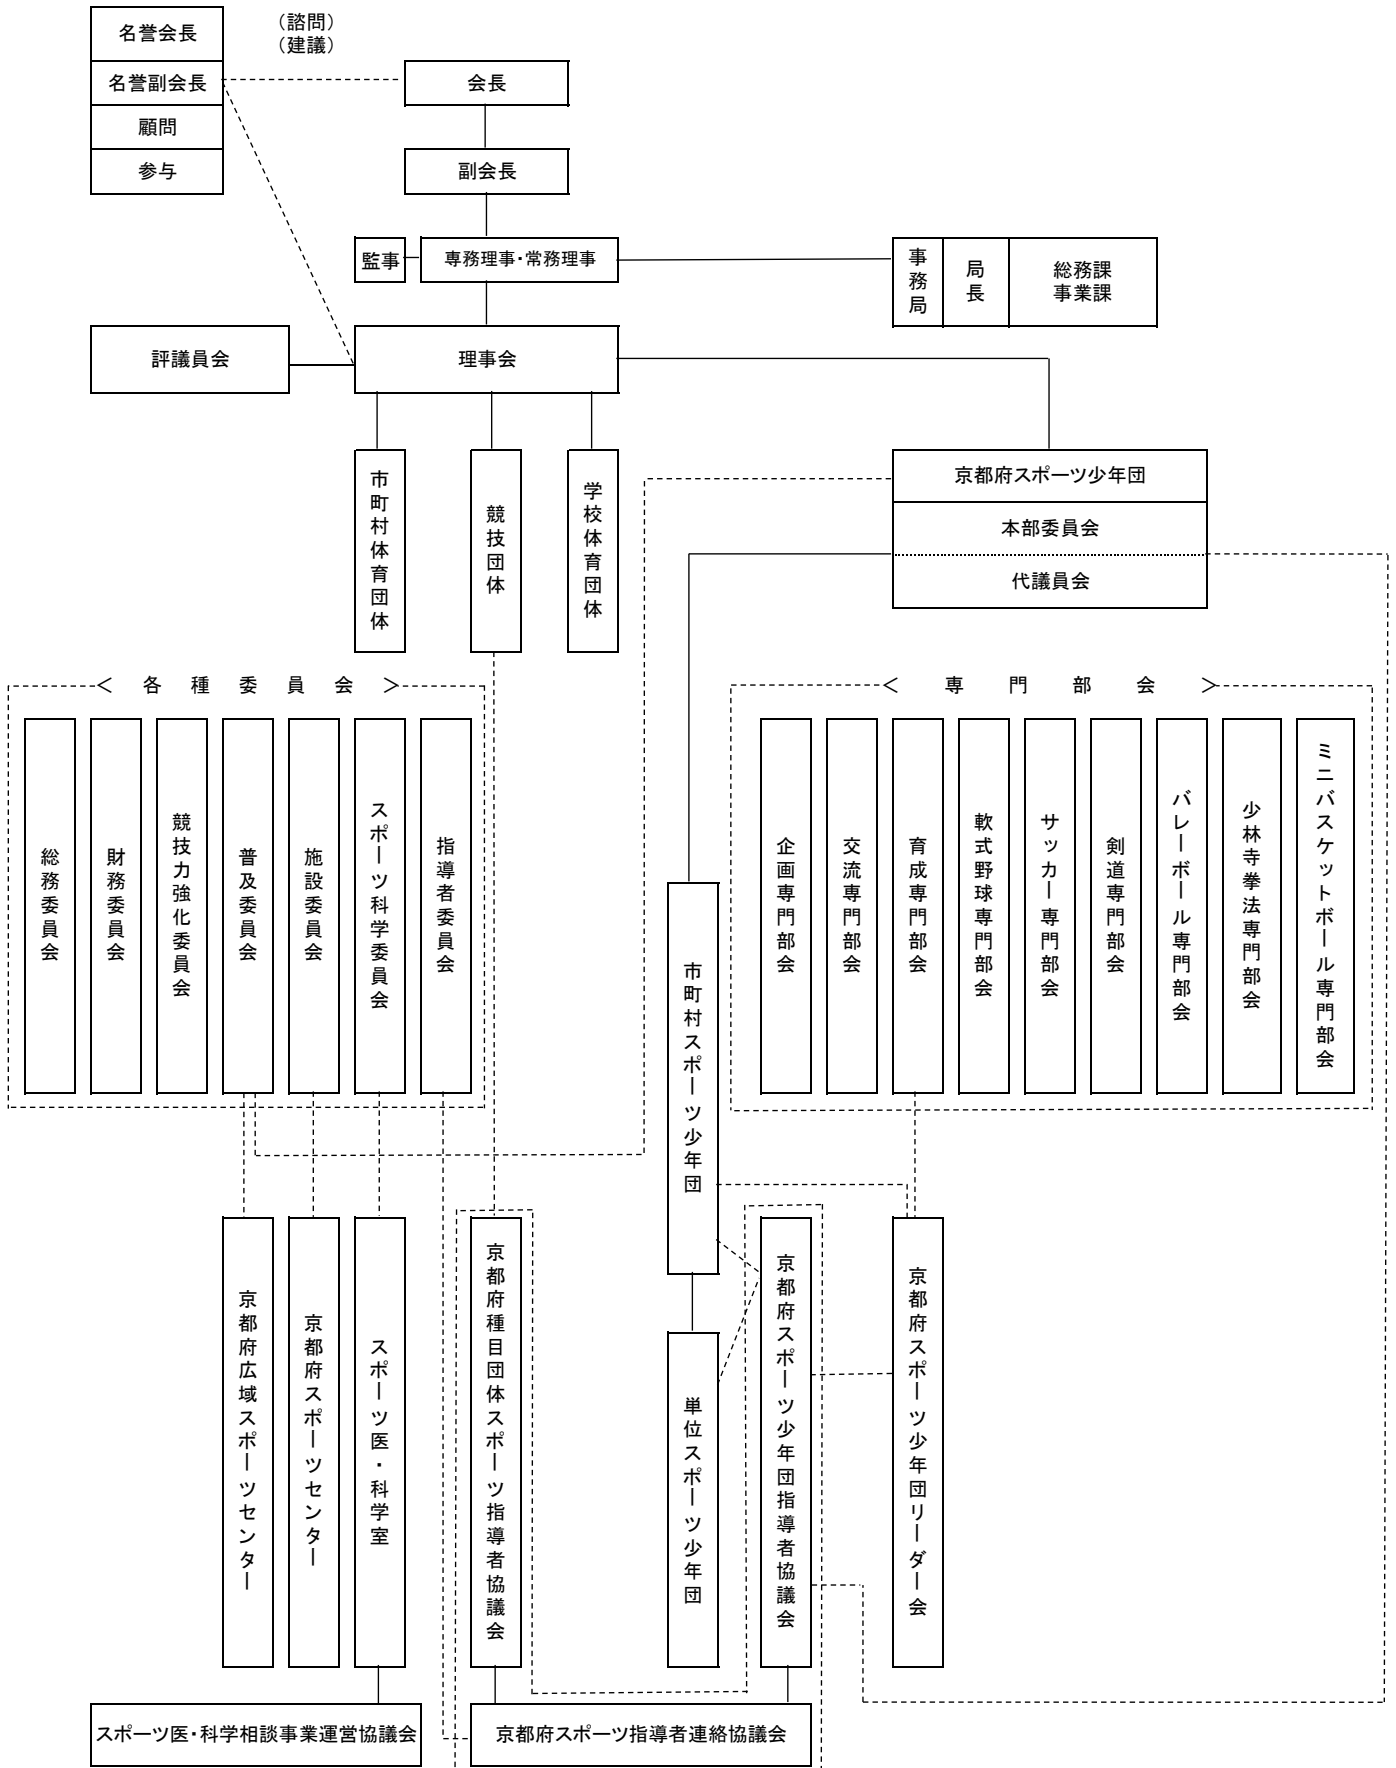 名誉会長
（諮問）
（建議）
名誉副会長
会長
顧問
参与
副会長
監事
専務理事・常務理事
事務局
局長
総務課
事業課
評議員会
理事会
市町村体育団体
競技団体
学校体育団体
京都府スポーツ少年団
本部委員会
代議員会
＜ 各 種 委 員 会 ＞
＜ 専 門 部 会 ＞
総務委員会
財務委員会
競技力強化委員会
普及委員会
施設委員会
スポーツ科学委員会
指導者委員会
企画専門部会
交流専門部会
育成専門部会
軟式野球専門部会
サッカー専門部会
剣道専門部会
バレーボール専門部会
少林寺拳法専門部会
ミニバスケットボール専門部会
市町村スポーツ少年団
京都府広域スポーツセンター
京都府スポーツセンター
スポーツ医・科学室
京都府種目団体スポーツ指導者協議会
単位スポーツ少年団
京都府スポーツ少年団指導者協議会
京都府スポーツ少年団リーダー会
スポーツ医・科学相談事業運営協議会
京都府スポーツ指導者連絡協議会